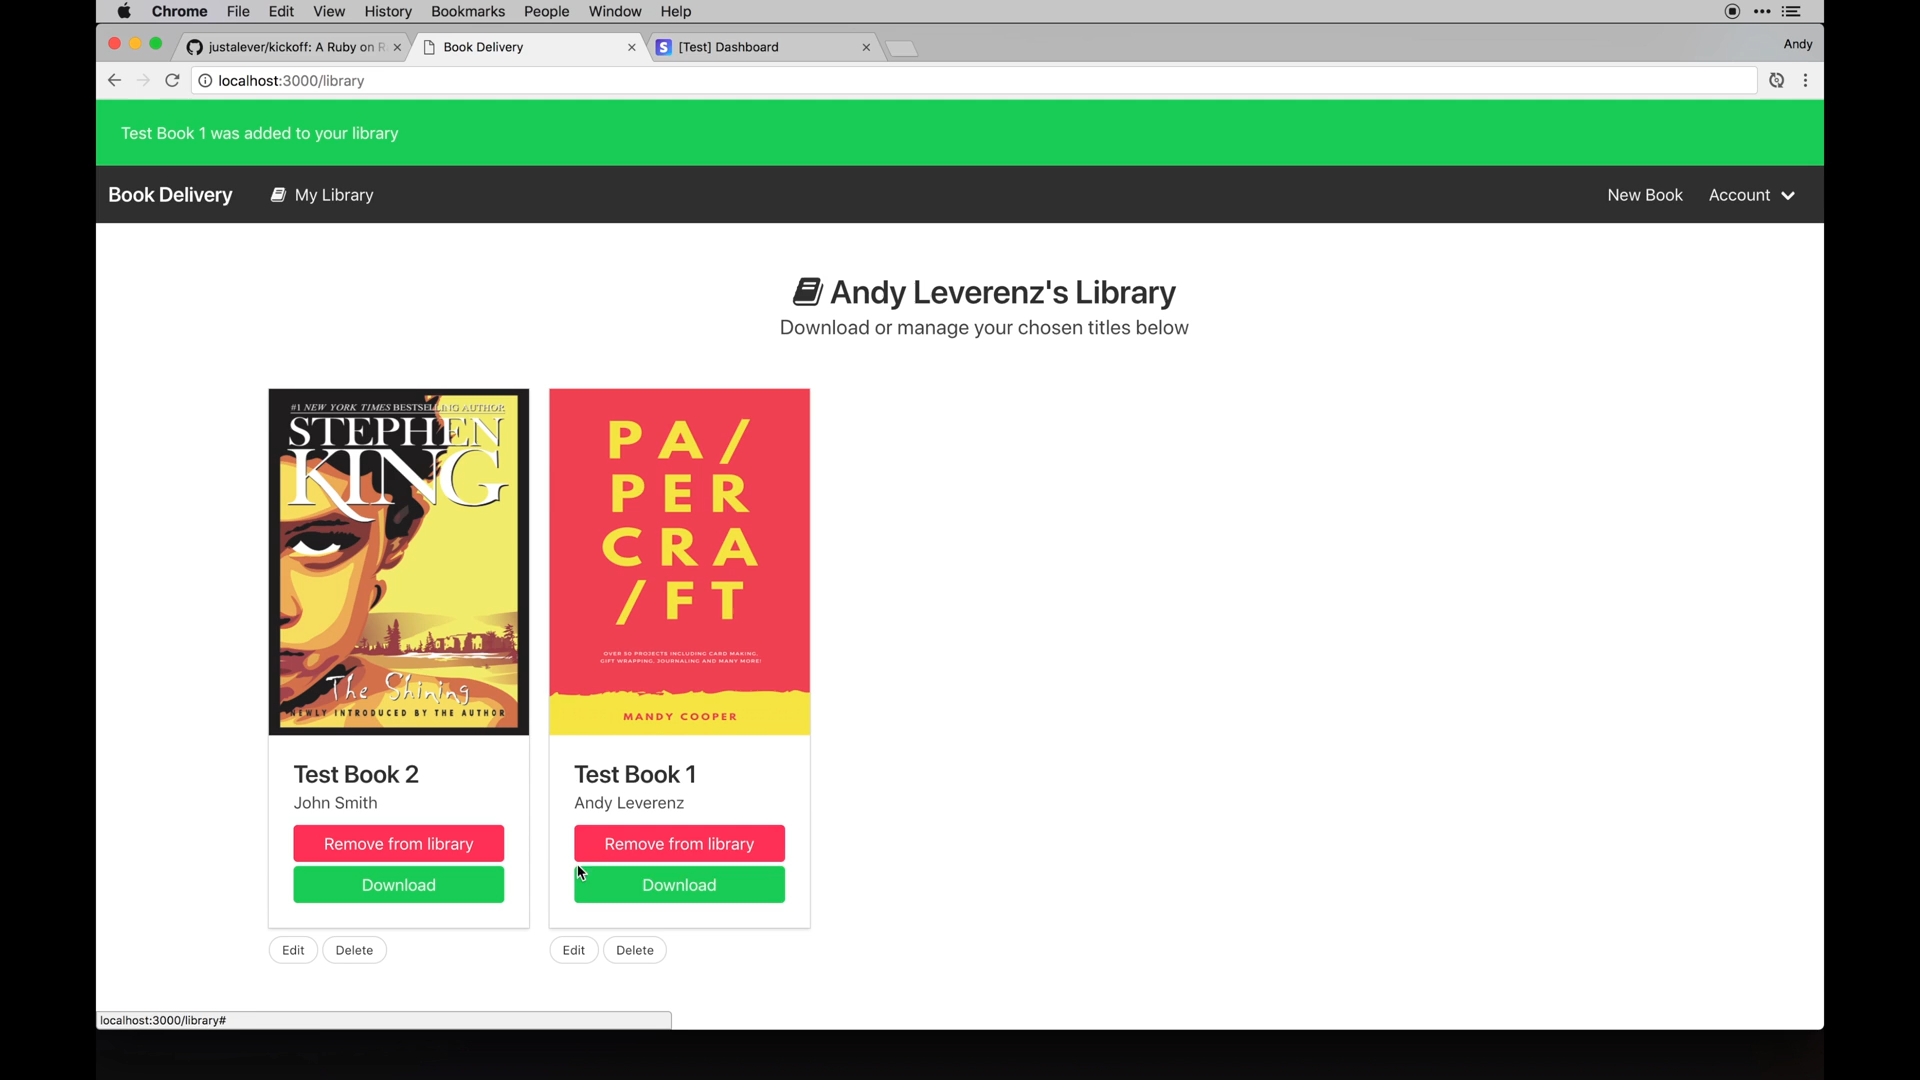 Chrome File Edit View History Bookmarks People Window Help
justalever/kickoff: A Ruby on R
Book Delivery
[Test] Dashboard
Andy
localhost:3000/library
Test Book 1 was added to your library
Book Delivery
My Library
New Book
Account
Andy Leverenz's Library
Download or manage your chosen titles below
#1 NEW YORK TIMES BESTSELLING AUTHOR
STEPHEN
KING
The Shining
NEWLY INTRODUCED BY THE AUTHOR
PA/
PER
CRA
/FT
OVER 50 PROJECTS INCLUDING CARD MAKING,
GIFT WRAPPING, JOURNALING AND MANY MORE!
MANDY COOPER
Test Book 2
John Smith
Remove from library
Download
Edit
Delete
Test Book 1
Andy Leverenz
Remove from library
Download
Edit
Delete
localhost:3000/library#